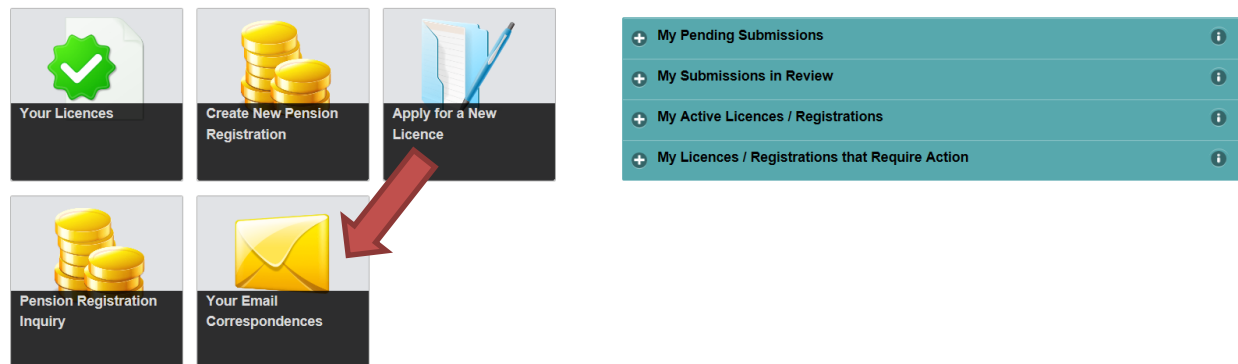 Your Licences
Create New Pension
Registration
Apply for a New
Licence
Pension Registration
Inquiry
Your Email
Correspondences
My Pending Submissions
My Submissions in Review
My Active Licences / Registrations
My Licences / Registrations that Require Action